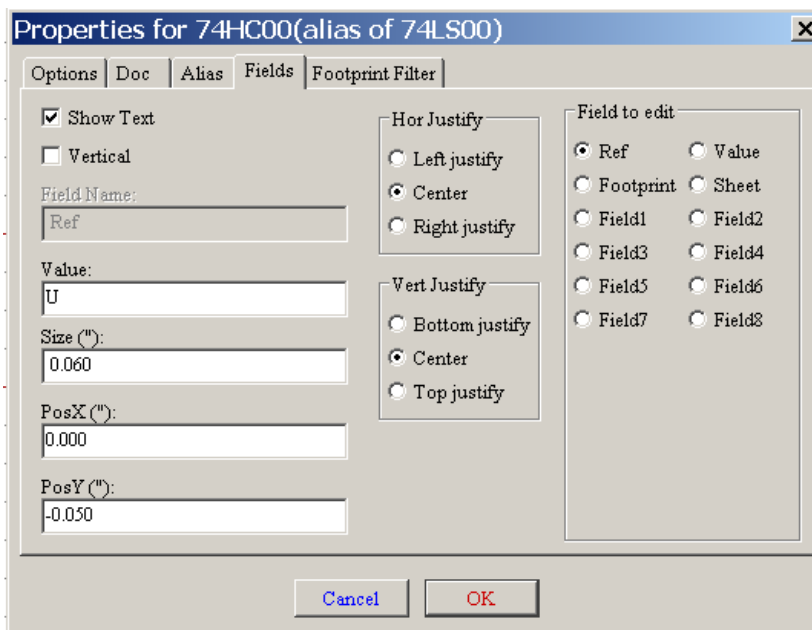 Properties for 74HC00(alias of 74LS00)
Options Doc Alias Fields Footprint Filter
Show Text
Vertical
Field Name:
Ref
Value:
U
Size ("):
0.060
PosX ("):
0.000
PosY ("):
-0.050
Hor Justify
Left justify
Center
Right justify
Vert Justify
Bottom justify
Center
Top justify
Field to edit
Ref Value
Footprint Sheet
Field1 Field2
Field3 Field4
Field5 Field6
Field7 Field8
Cancel OK